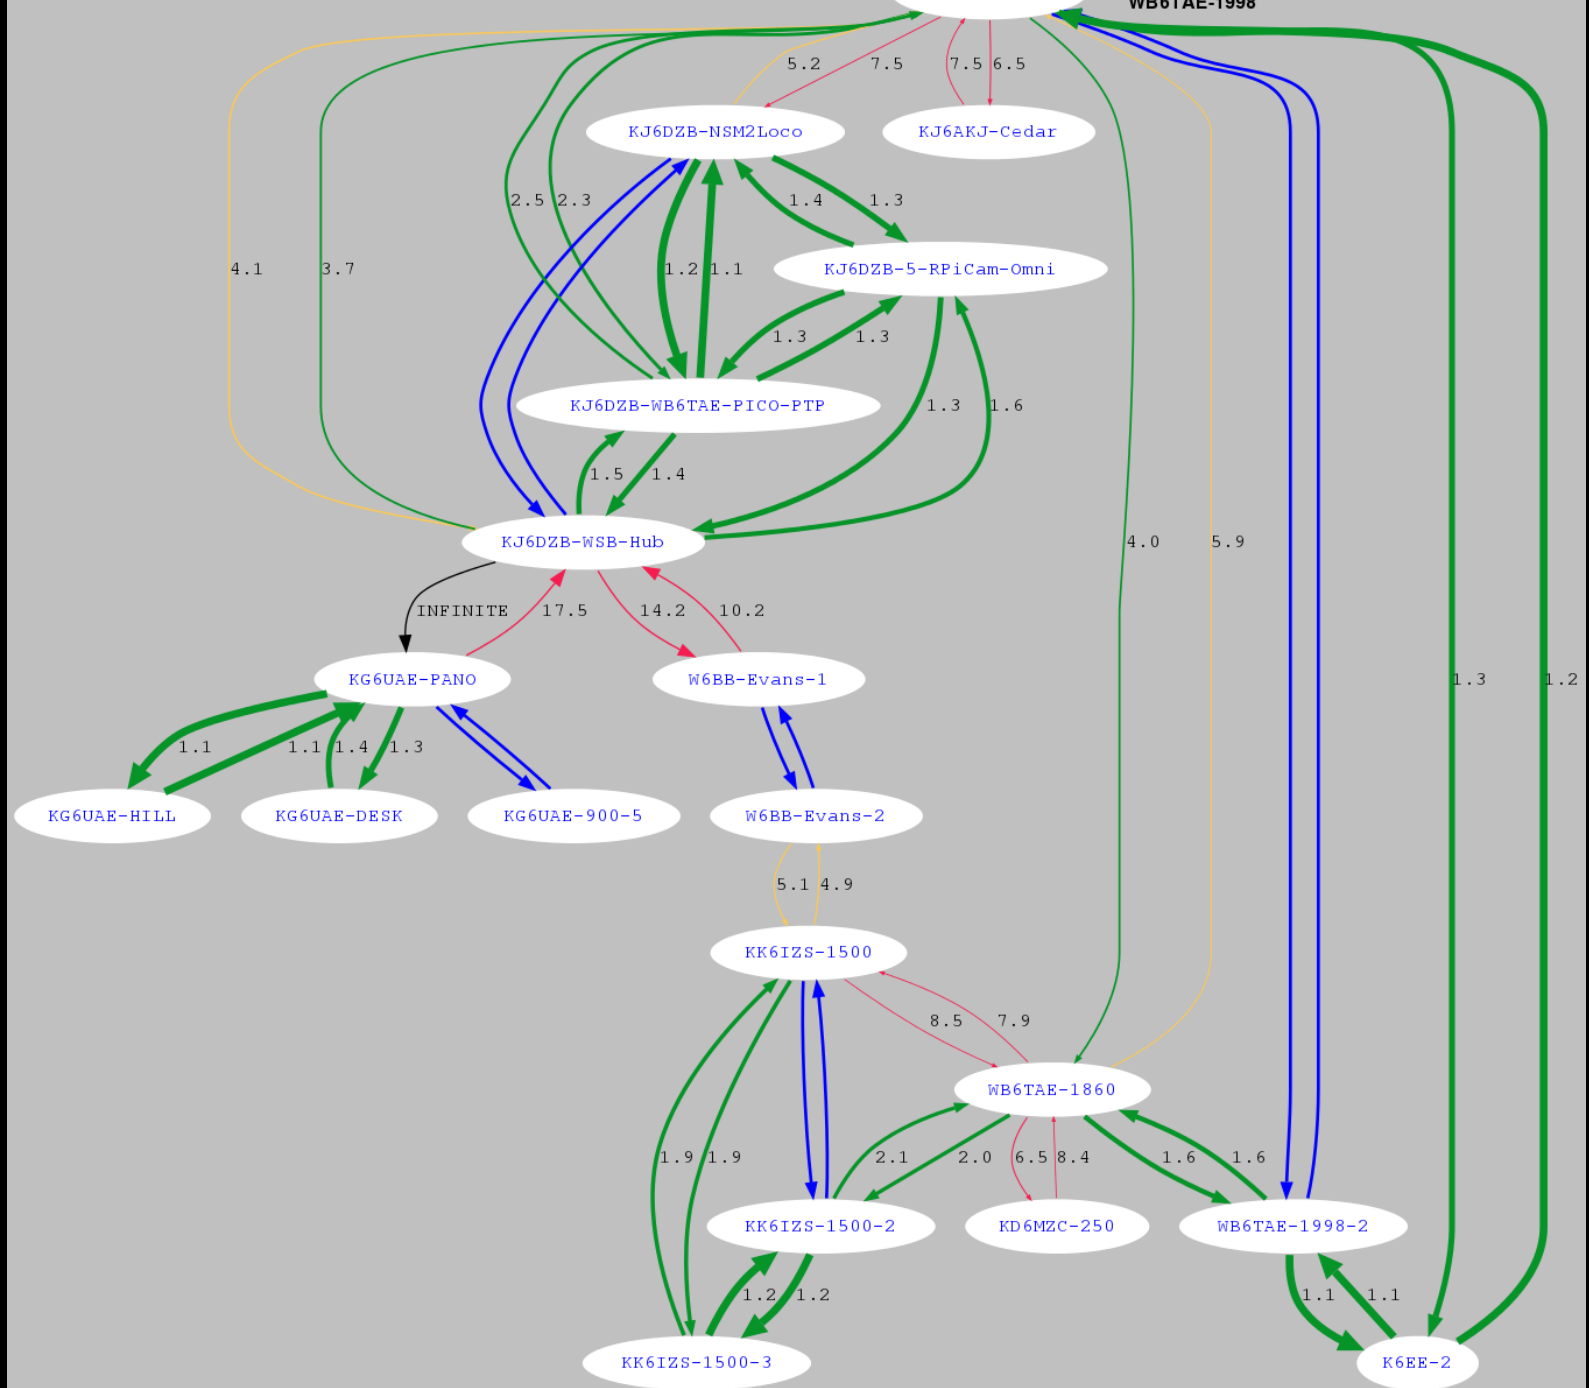 WB6TAE-1998
5.2 7.5 7.5 6.5
KJ6DZB-NSM2Loco KJ6AKJ-Cedar
2.5 2.3 1.4 1.3
4.1 3.7 1.2 1.1 KJ6DZB-5-RPiCam-Omni
1.3 1.3
KJ6DZB-WB6TAE-PICO-PTP 1.3 1.6
1.5 1.4
KJ6DZB-WSB-Hub 4.0 5.9
INFINITE 17.5 14.2 10.2
KG6UAE-PANO W6BB-Evans-1 1.3 1.2
1.1 1.1 1.4 1.3
KG6UAE-HILL KG6UAE-DESK KG6UAE-900-5 W6BB-Evans-2
5.1 4.9
KK6IZS-1500
8.5 7.9
WB6TAE-1860
1.9 1.9 2.1 2.0 6.5 8.4 1.6 1.6
KK6IZS-1500-2 KD6MZC-250 WB6TAE-1998-2
1.2 1.2 1.1 1.1
KK6IZS-1500-3 K6EE-2